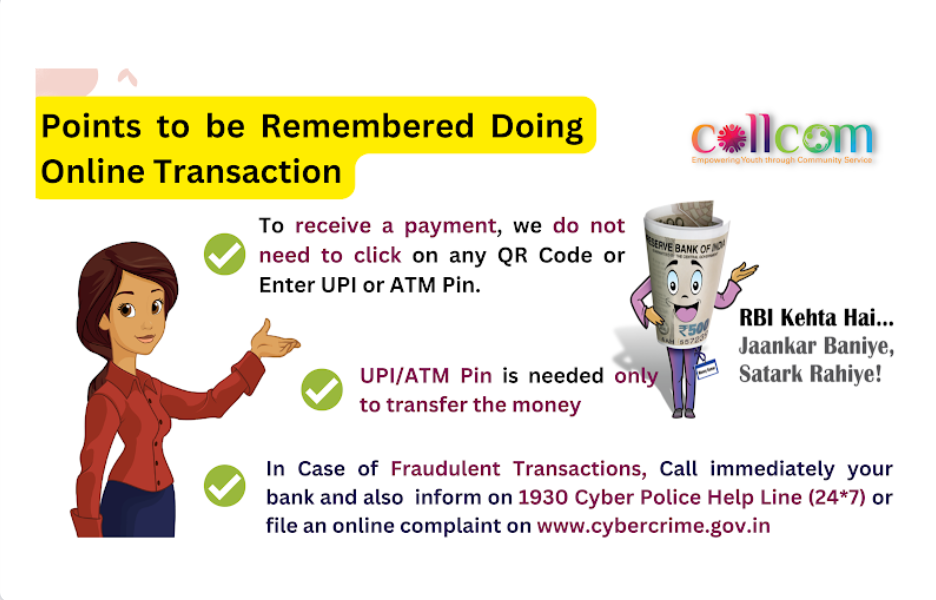 Points to be Remembered Doing
Online Transaction
collcom
Empowering Youth through Community Service
To receive a payment, we do not
need to click on any QR Code or
Enter UPI or ATM Pin.
RESERVE BANK OF INDIA
₹500
RBI Kehta Hai...
Jaankar Baniye,
Satark Rahiye!
UPI/ATM Pin is needed only
to transfer the money
In Case of Fraudulent Transactions, Call immediately your
bank and also inform on 1930 Cyber Police Help Line (24*7) or
file an online complaint on www.cybercrime.gov.in